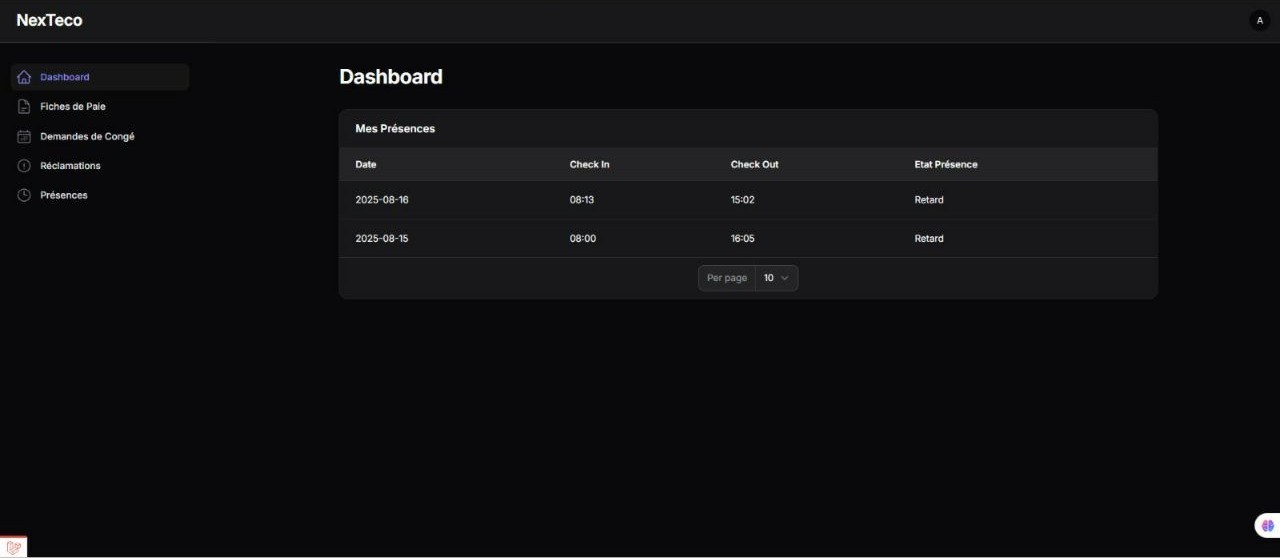 NexTeco
A
Dashboard
Fiches de Paie
Demandes de Congé
Réclamations
Présences
Dashboard
Mes Présences
Date Check In Check Out Etat Présence
2025-08-16 08:13 15:02 Retard
2025-08-15 08:00 16:05 Retard
Per page 10